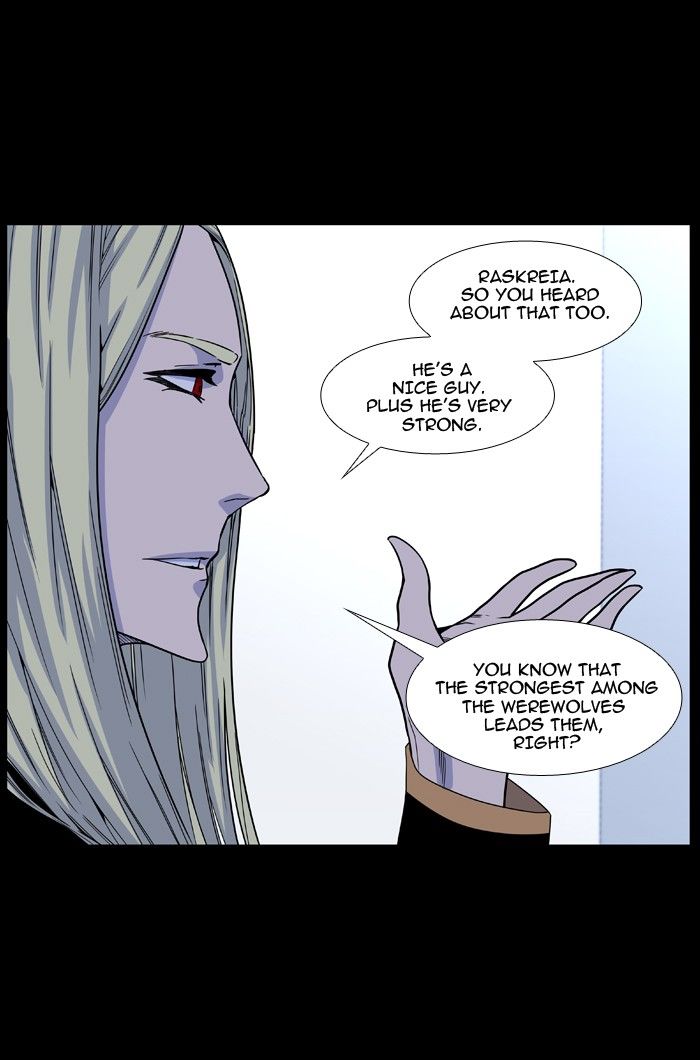 RASKREIA.
SO YOU HEARD
ABOUT THAT TOO.
HE'S A
NICE GUY.
PLUS HE'S VERY
STRONG.
YOU KNOW THAT
THE STRONGEST AMONG
THE WEREWOLVES
LEADS THEM,
RIGHT?